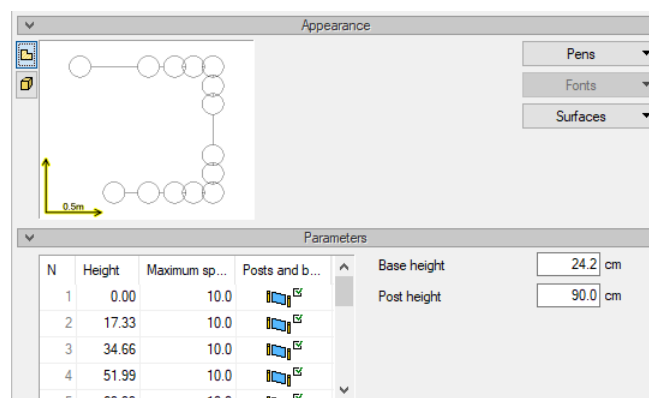 Appearance
Pens
Fonts
Surfaces
0.5m
Parameters
N Height Maximum sp... Posts and b...
1 0.00 10.0
2 17.33 10.0
3 34.66 10.0
4 51.99 10.0
Base height 24.2 cm
Post height 90.0 cm